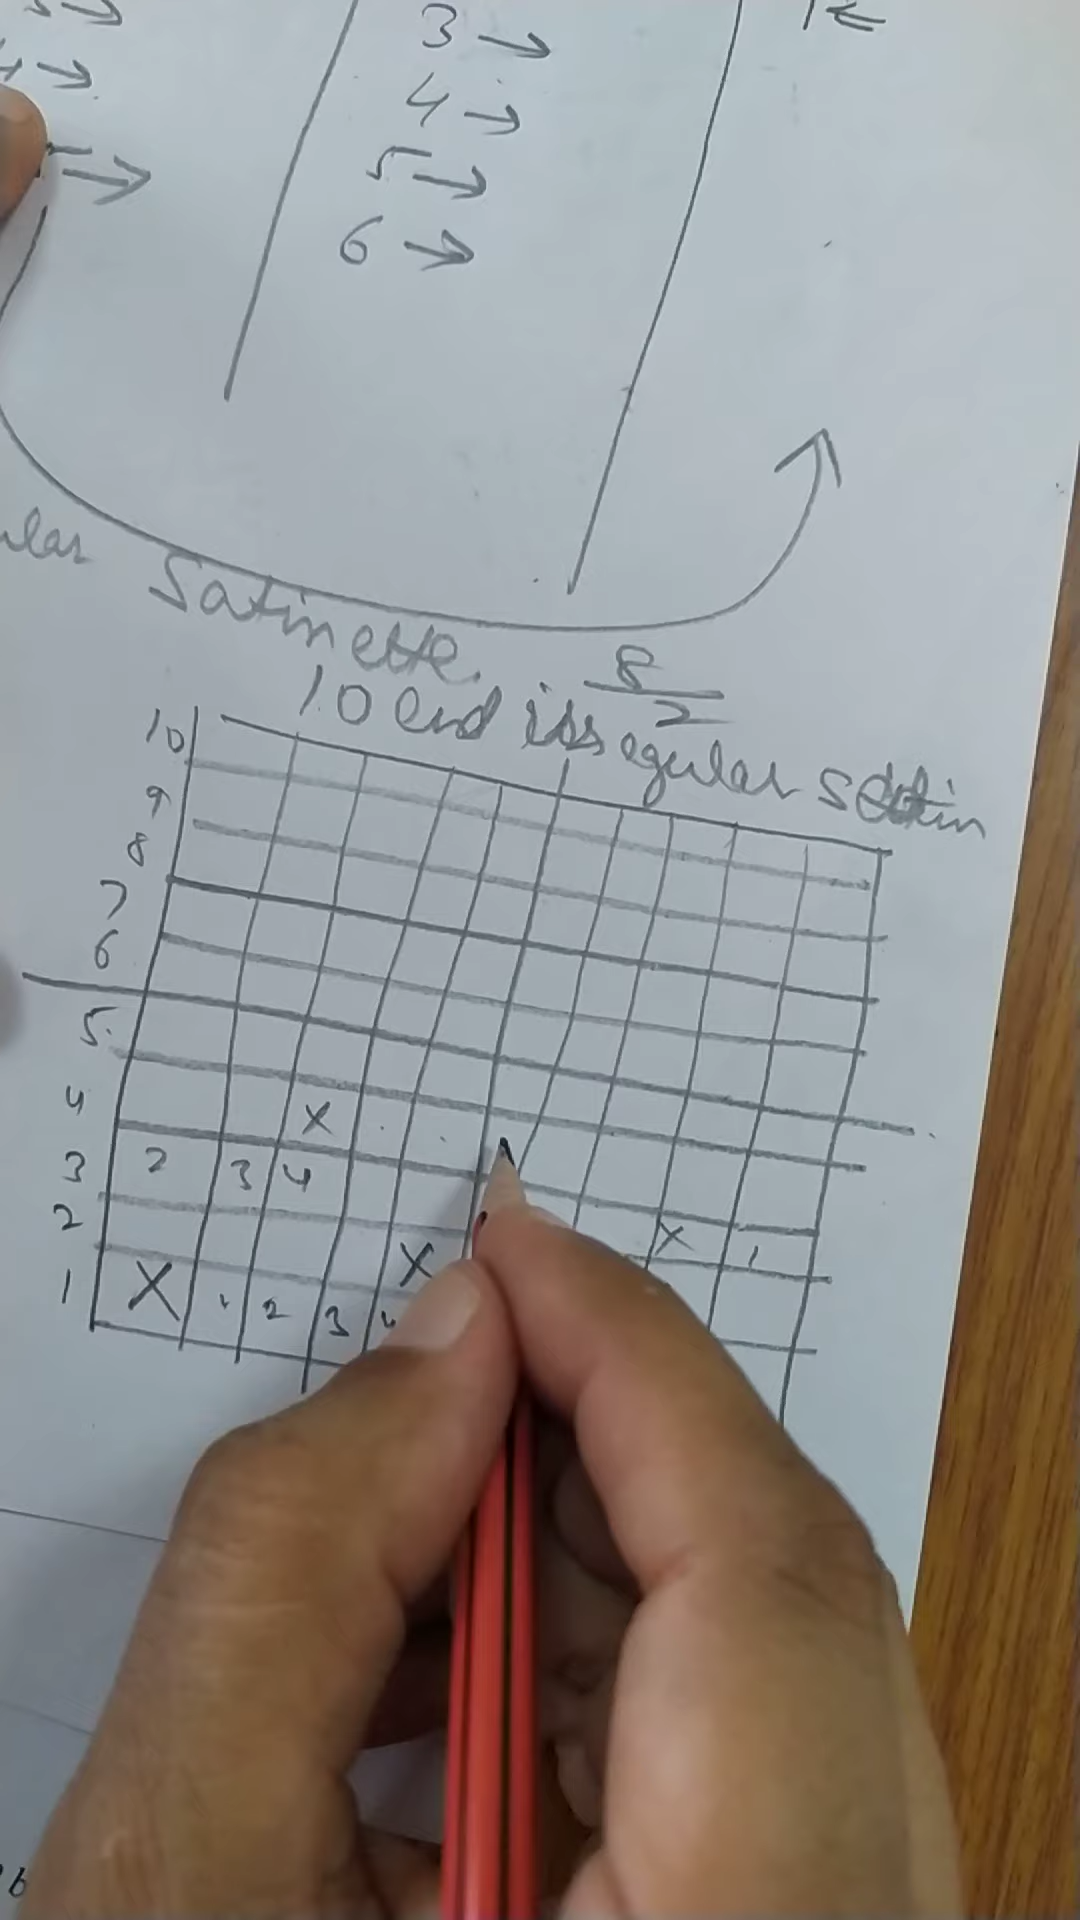 3 →
4 →
5 →
6 →
Satinette
8
2
10 end irregular
10
9
8
7
6
5.
4 X
3 2 3 4
2 X X 1
1 X 1 2 3